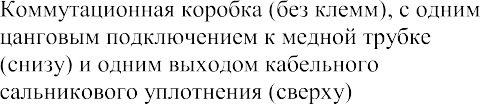 Коммутационная коробка (без клемм), с одним
цанговым подключением к медной трубке
(снизу) и одним выходом кабельного
сальникового уплотнения (сверху)